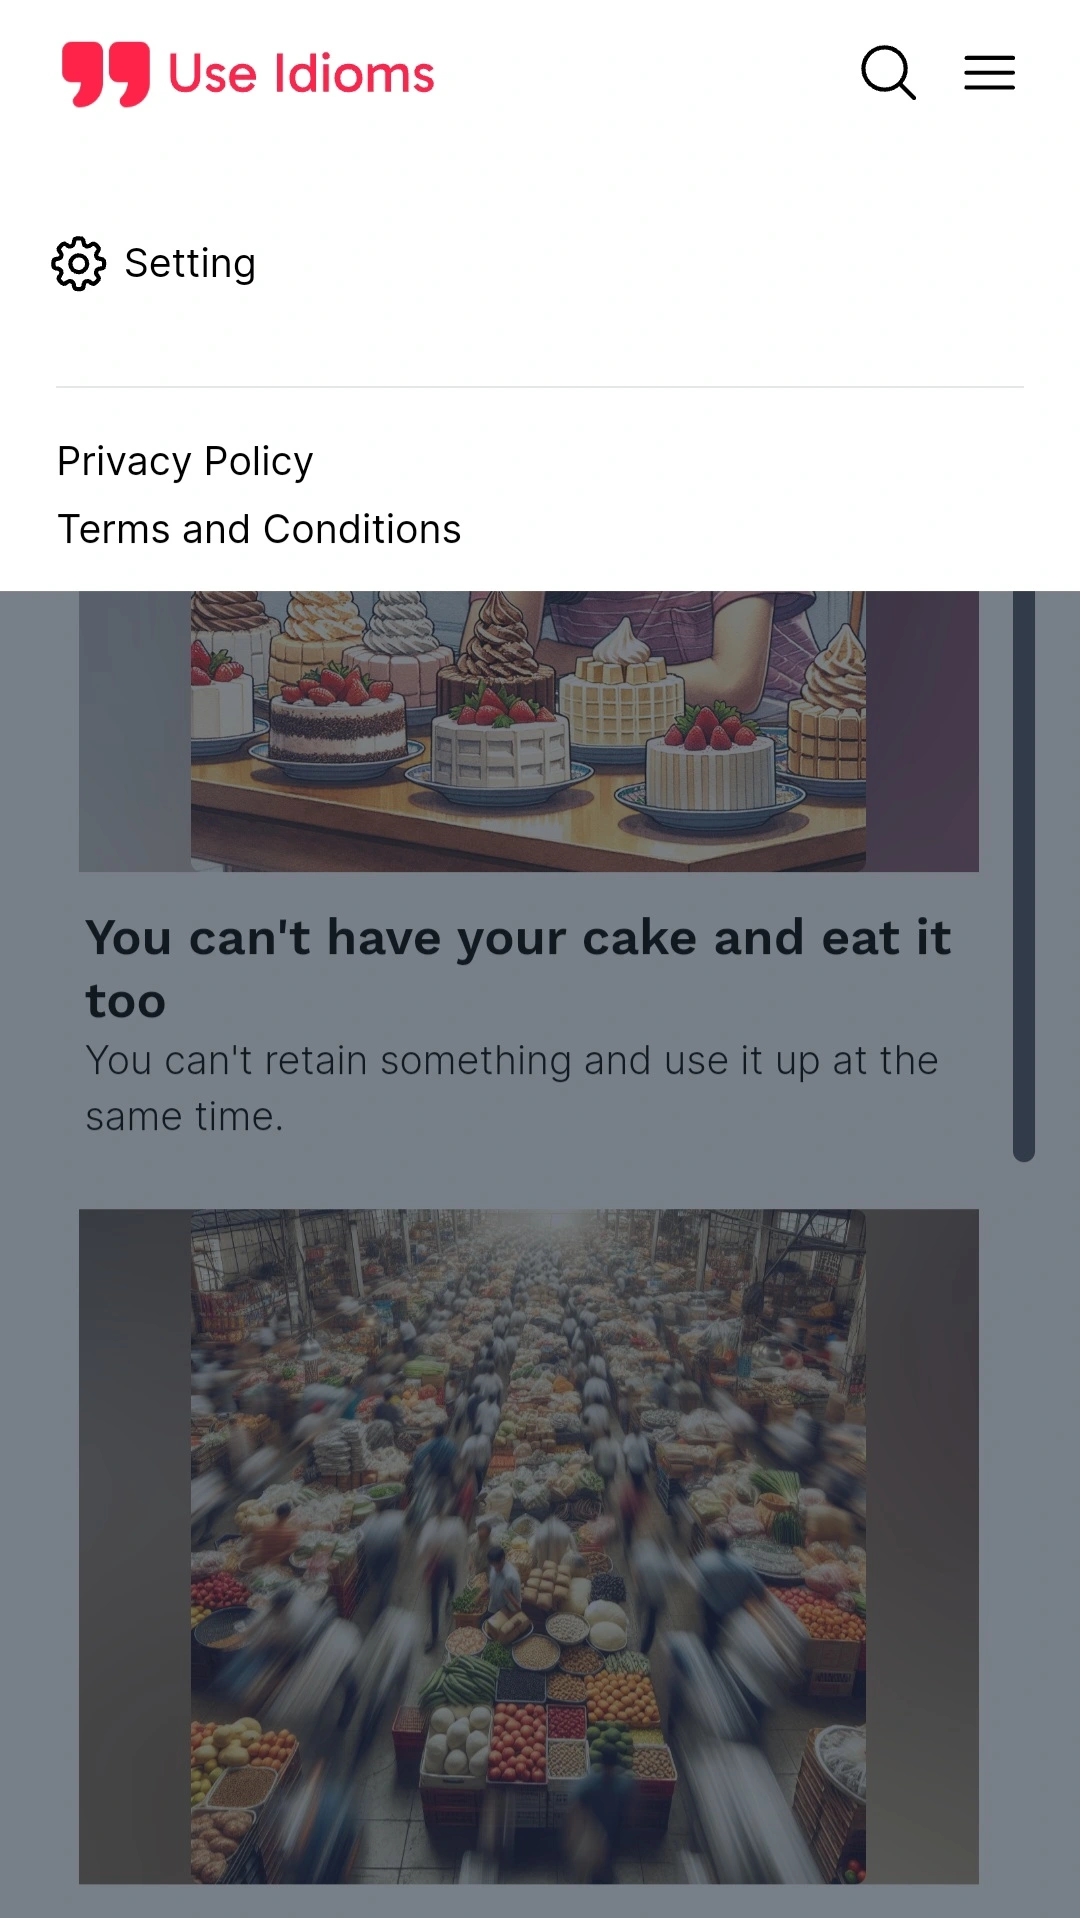 Use Idioms
Setting
Privacy Policy
Terms and Conditions
You can't have your cake and eat it
too
You can't retain something and use it up at the
same time.